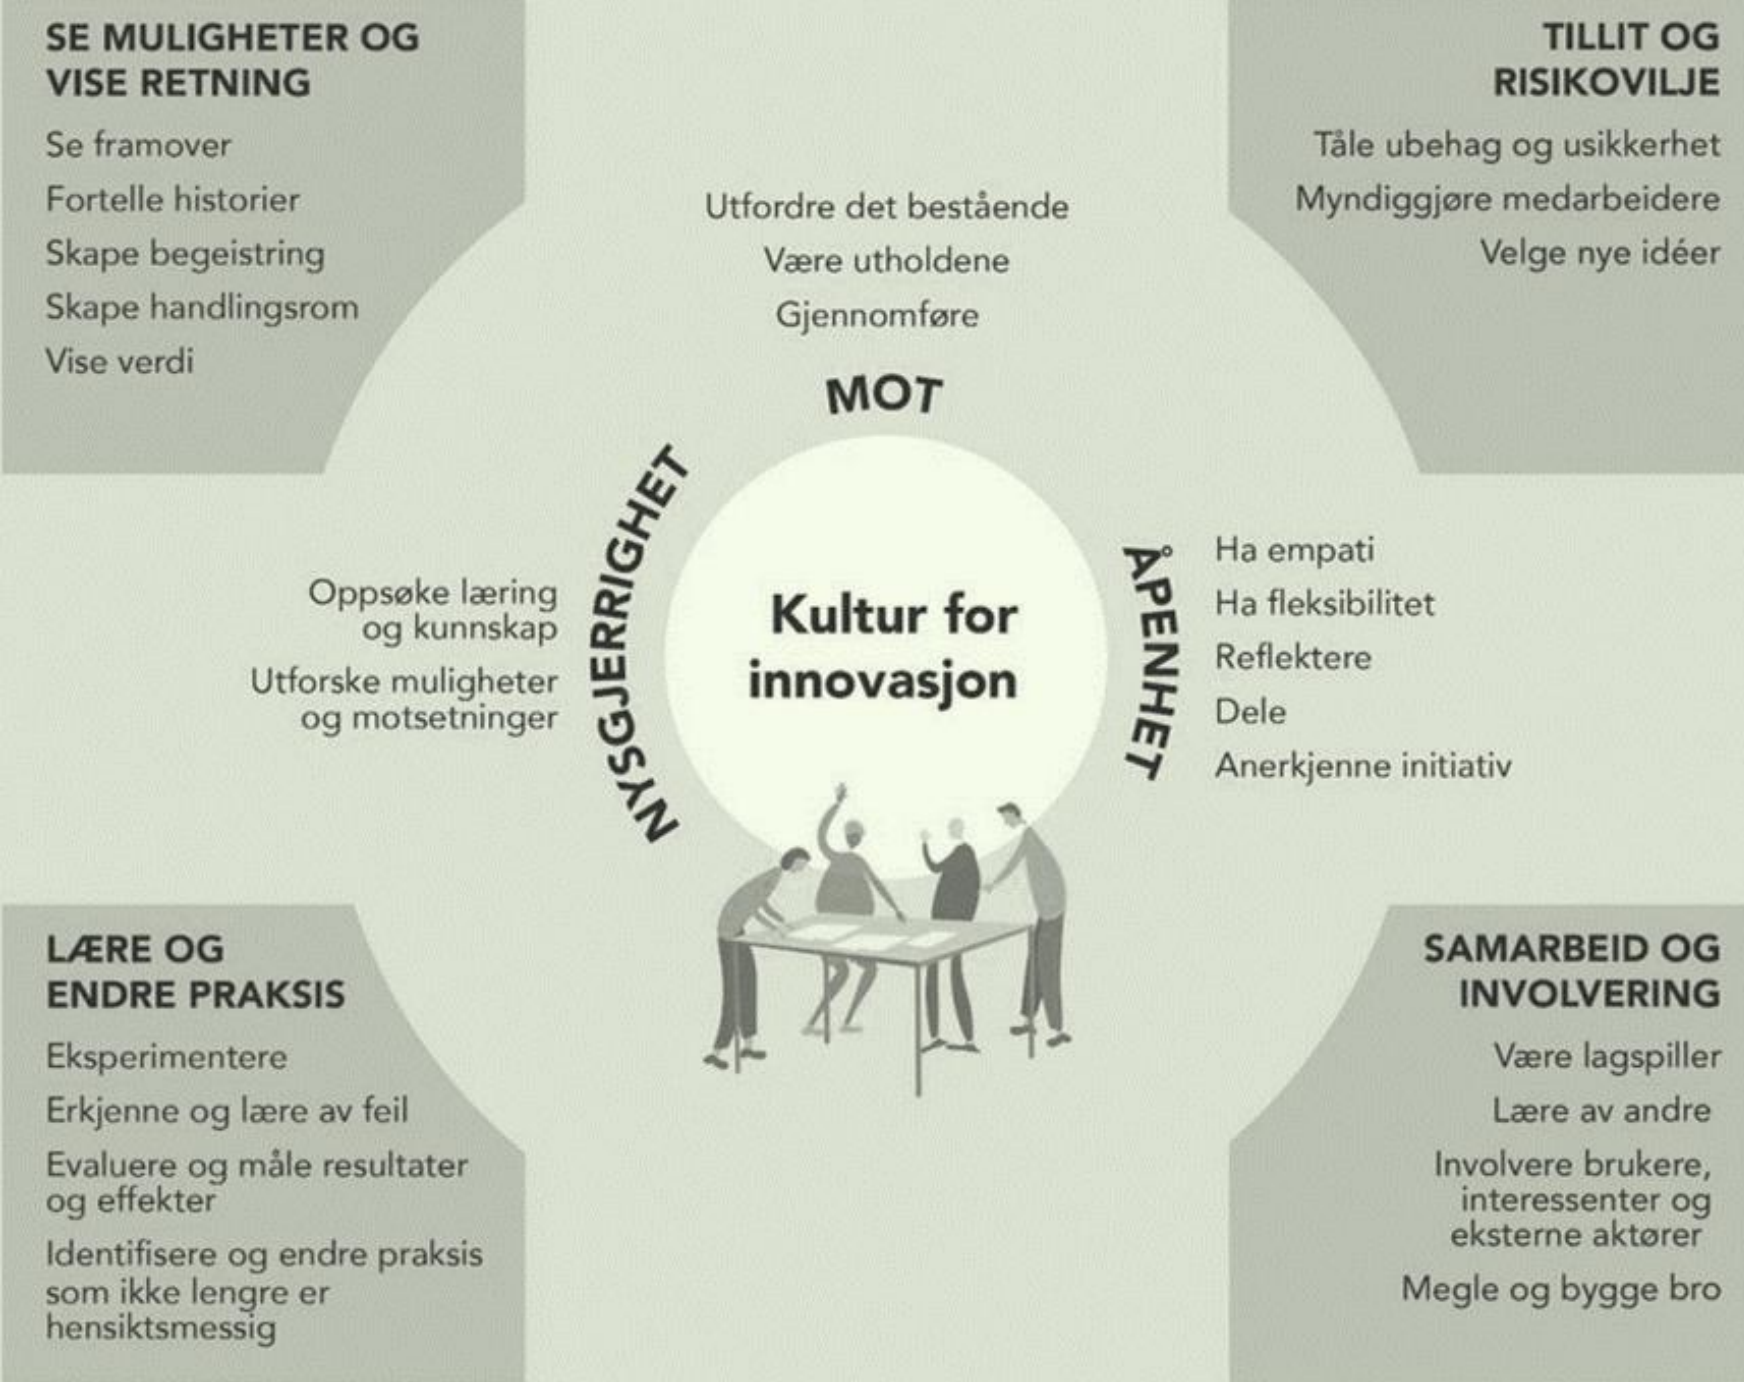 SE MULIGHETER OG
VISE RETNING
Se framover
Fortelle historier
Skape begeistring
Skape handlingsrom
Vise verdi
TILLIT OG
RISIKOVILJE
Tåle ubehag og usikkerhet
Myndiggjøre medarbeidere
Velge nye idéer
Utfordre det bestående
Være utholdene
Gjennomføre
MOT
NYSGJERRIGHET
Oppsøke læring
og kunnskap
Utforske muligheter
og motsetninger
Kultur for
innovasjon
ÅPENHET
Ha empati
Ha fleksibilitet
Reflektere
Dele
Anerkjenne initiativ
LÆRE OG
ENDRE PRAKSIS
Eksperimentere
Erkjenne og lære av feil
Evaluere og måle resultater
og effekter
Identifisere og endre praksis
som ikke lengre er
hensiktsmessig
SAMARBEID OG
INVOLVERING
Være lagspiller
Lære av andre
Involvere brukere,
interessenter og
eksterne aktører
Megle og bygge bro